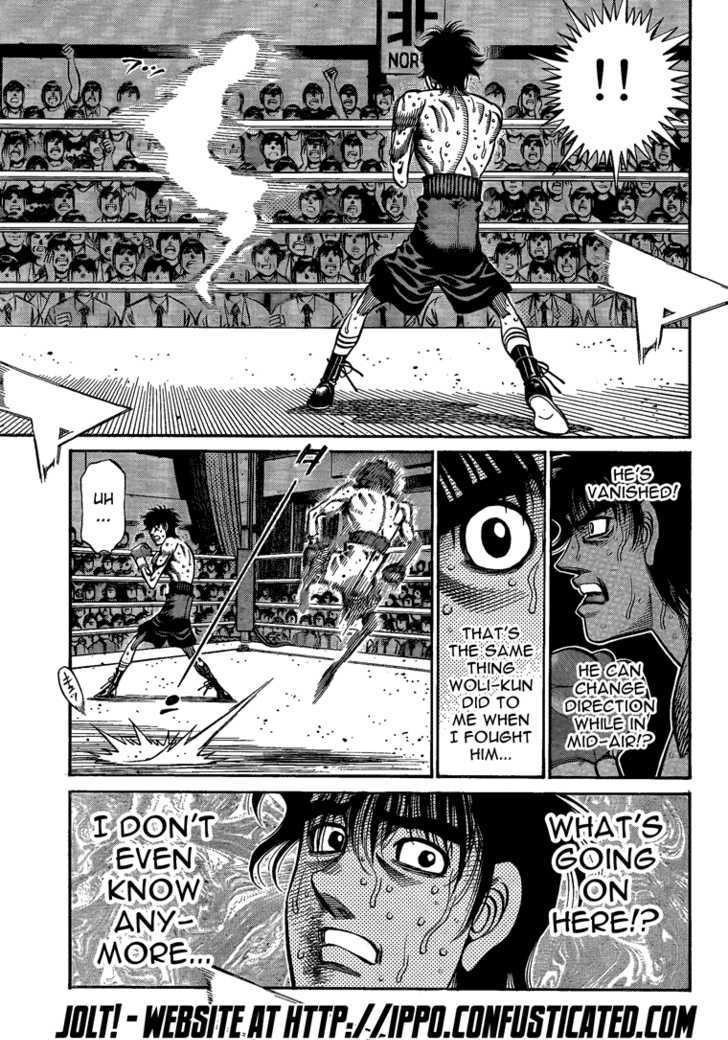 !!
NOR
フッ
HE'S
VANISHED!
HE CAN
CHANGE
DIRECTION
WHILE IN
MID-AIR!?
THAT'S
THE SAME
THING
WOLI-KUN
DID TO
ME WHEN
I FOUGHT
HIM...
UH
...
WHAT'S
GOING
ON
HERE!?
I DON'T
EVEN
KNOW
ANY-
MORE...
JOLT! - WEBSITE AT HTTP://IPPO.CONFUSTICATED.COM